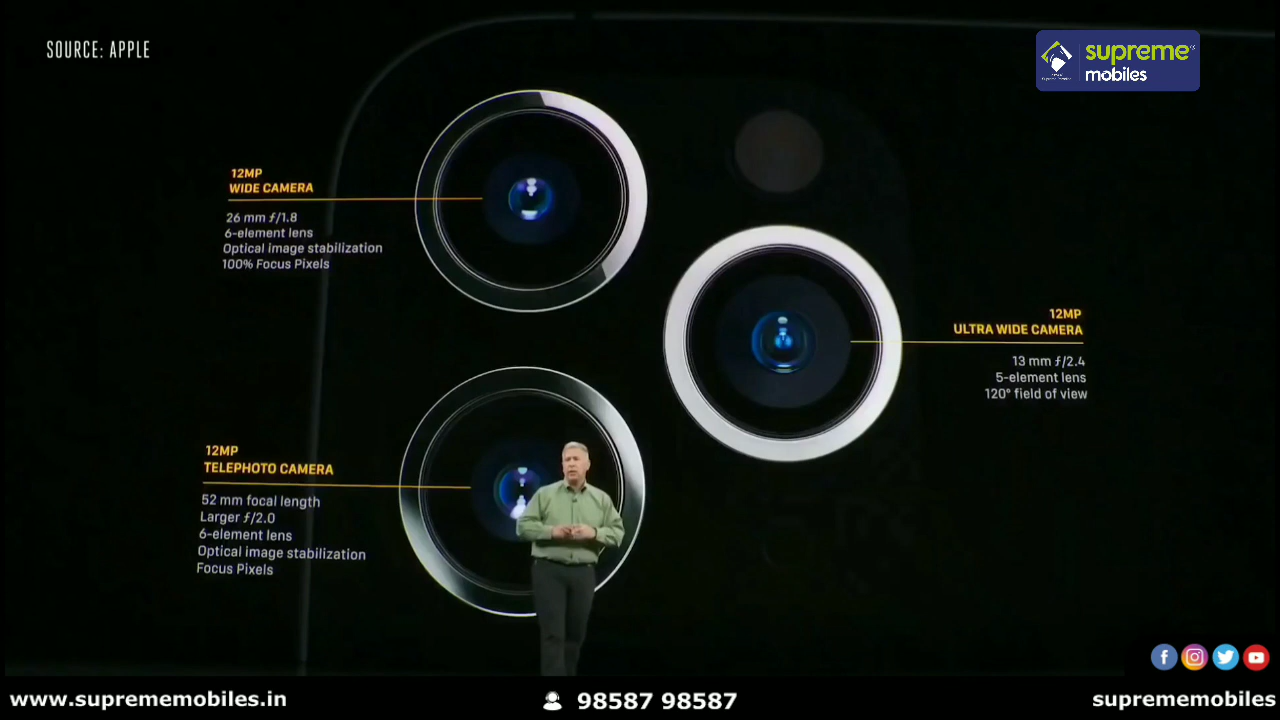 SOURCE: APPLE
supreme
mobiles
12MP
WIDE CAMERA
26 mm ƒ/1.8
6-element lens
Optical image stabilization
100% Focus Pixels
12MP
ULTRA WIDE CAMERA
13 mm ƒ/2.4
5-element lens
120° field of view
12MP
TELEPHOTO CAMERA
52 mm focal length
Larger ƒ/2.0
6-element lens
Optical image stabilization
Focus Pixels
www.suprememobiles.in
98587 98587
suprememobiles